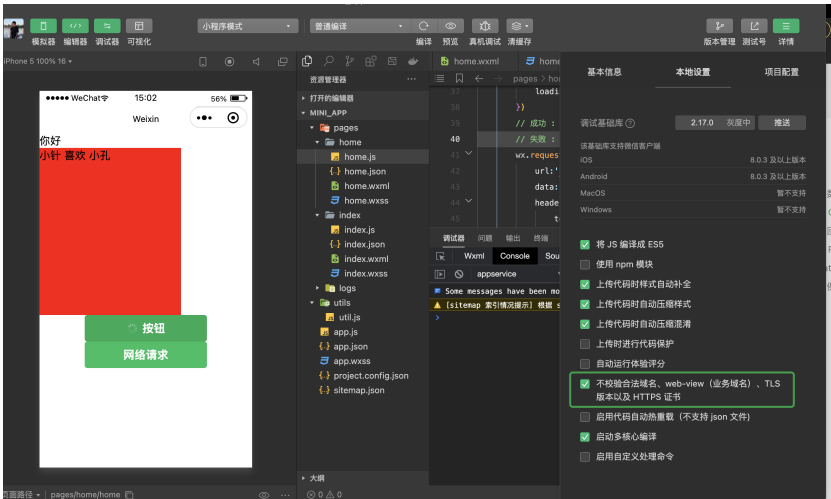 小程序模式
普通编译
模拟器 编辑器 调试器 可视化
编译 预览 真机调试 清缓存
版本管理 测试号 详情
iPhone 5 100% 16
WeChat
15:02
56%
Weixin
你好
小针 喜欢 小孔
按钮
网络请求
页面路径
pages/home/home
资源管理器
打开的编辑器
MINI_APP
pages
home
home.js
home.json
home.wxml
home.wxss
index
index.js
index.json
index.wxml
index.wxss
logs
utils
util.js
app.js
app.json
app.wxss
project.config.json
sitemap.json
大纲
0 0
home.wxml
home
pages > ho
37 loadi
38 })
39 // 成功 :
40 // 失败 :
41 wx.reques
42 url:'
43 data:
44 heade
45 t
调试器 问题 输出 终端
Wxml Console Sou
appservice
Some messages have been mo
[sitemap 索引情况提示] 根据 s
基本信息 本地设置 项目配置
调试基础库 2.17.0 灰度中 推送
该基础库支持微信客户端
iOS 8.0.3 及以上版本
Android 8.0.3 及以上版本
MacOS 暂不支持
Windows 暂不支持
将 JS 编译成 ES5
使用 npm 模块
上传代码时样式自动补全
上传代码时自动压缩样式
上传代码时自动压缩混淆
上传时进行代码保护
自动运行体验评分
不校验合法域名、web-view（业务域名）、TLS
版本以及 HTTPS 证书
启用代码自动热重载（不支持 json 文件）
启动多核心编译
启用自定义处理命令